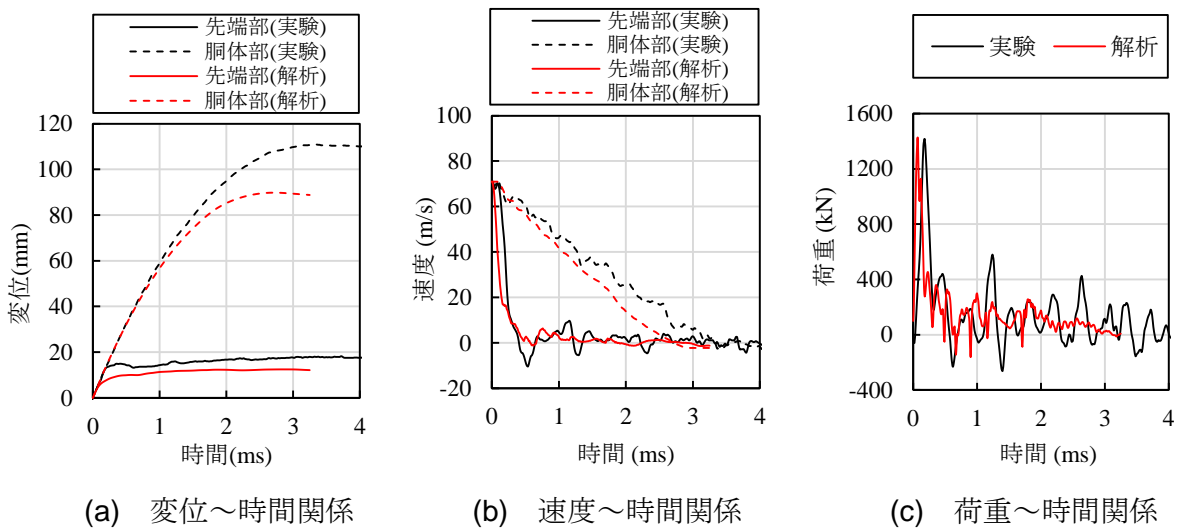 先端部(実験)
胴体部(実験)
先端部(解析)
胴体部(解析)
120
100
80
60
40
20
0
変位(mm)
0 1 2 3 4
時間(ms)
(a) 変位～時間関係
先端部(実験)
胴体部(実験)
先端部(解析)
胴体部(解析)
100
80
60
40
20
0
-20
速度 (m/s)
0 1 2 3 4
時間 (ms)
(b) 速度～時間関係
実験 解析
1600
1200
800
400
0
-400
荷重 (kN)
0 1 2 3 4
時間 (ms)
(c) 荷重～時間関係